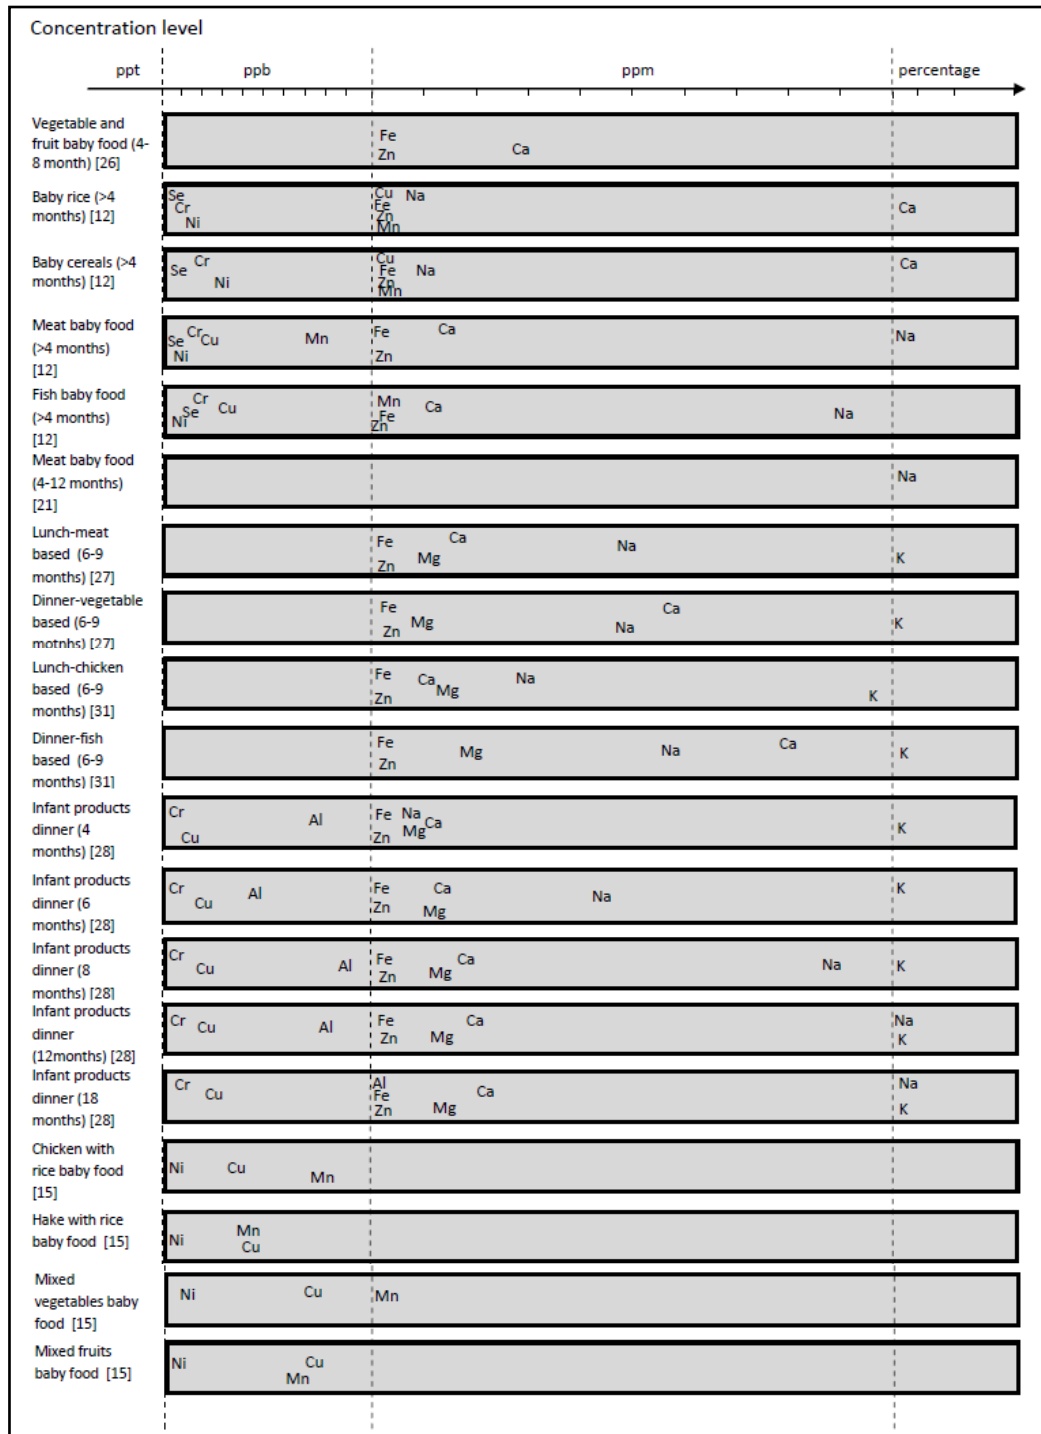 Concentration level
ppt ppb ppm percentage
Vegetable and
fruit baby food (4-
8 month) [26]
Fe
Zn Ca
Baby rice (>4
months) [12]
Se
Cr
Ni
Cu Na
Fe
Zn
Mn
Ca
Baby cereals (>4
months) [12]
Cr
Se
Ni
Cu
Fe Na
Zn
Mn
Ca
Meat baby food
(>4 months)
[12]
Cr
Se Cu Mn
Ni
Fe Ca
Zn
Na
Fish baby food
(>4 months)
[12]
Cr
Se Cu
Ni
Mn Ca
Fe Na
Zn
Meat baby food
(4-12 months)
[21]
Na
Lunch-meat
based (6-9
months) [27]
Fe Ca Na
Zn Mg K
Dinner-vegetable
based (6-9
motnhs) [27]
Fe Ca
Zn Mg Na K
Lunch-chicken
based (6-9
months) [31]
Fe Ca Na
Zn Mg K
Dinner-fish
based (6-9
months) [31]
Fe Mg Na Ca K
Zn
Infant products
dinner (4
months) [28]
Cr Al Fe Na Ca
Cu Zn Mg K
Infant products
dinner (6
months) [28]
Cr Al Fe Ca Na K
Cu Zn Mg
Infant products
dinner (8
months) [28]
Cr Fe Ca
Cu Al Zn Mg Na K
Infant products
dinner
(12months) [28]
Cr Cu Al Fe Ca Na
Zn Mg K
Infant products
dinner (18
months) [28]
Cr Al Na
Cu Fe Ca
Zn Mg K
Chicken with
rice baby food
[15]
Ni Cu Mn
Hake with rice
baby food [15]
Mn
Ni Cu
Mixed
vegetables baby
food [15]
Ni Cu Mn
Mixed fruits
baby food [15]
Ni Cu
Mn